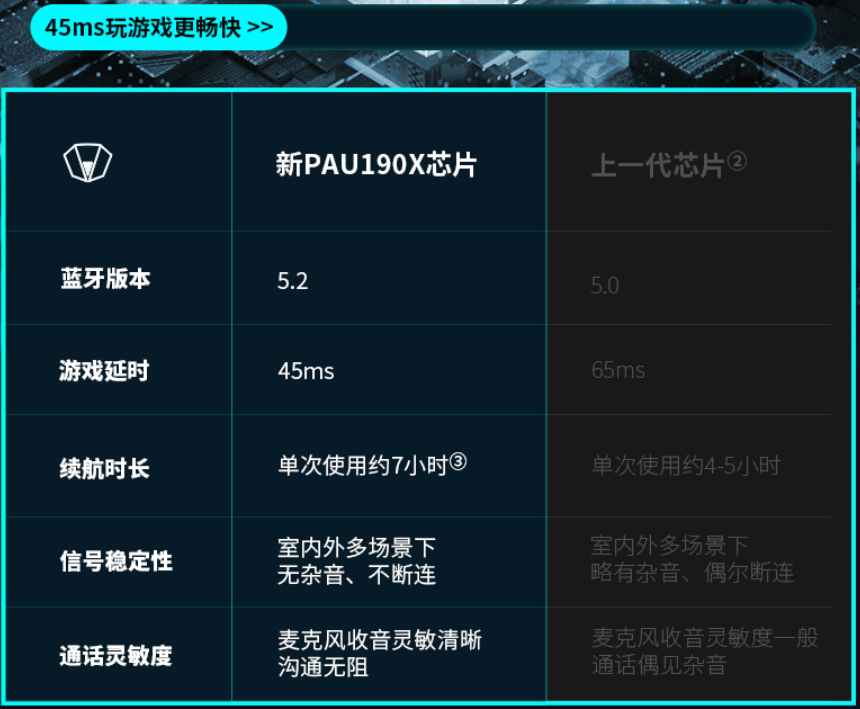 45ms玩游戏更畅快 >>
新PAU190X芯片
上一代芯片②
蓝牙版本
5.2
5.0
游戏延时
45ms
65ms
续航时长
单次使用约7小时③
单次使用约4-5小时
信号稳定性
室内外多场景下
无杂音、不断连
室内外多场景下
略有杂音、偶尔断连
通话灵敏度
麦克风收音灵敏清晰
沟通无阻
麦克风收音灵敏度一般
通话偶见杂音